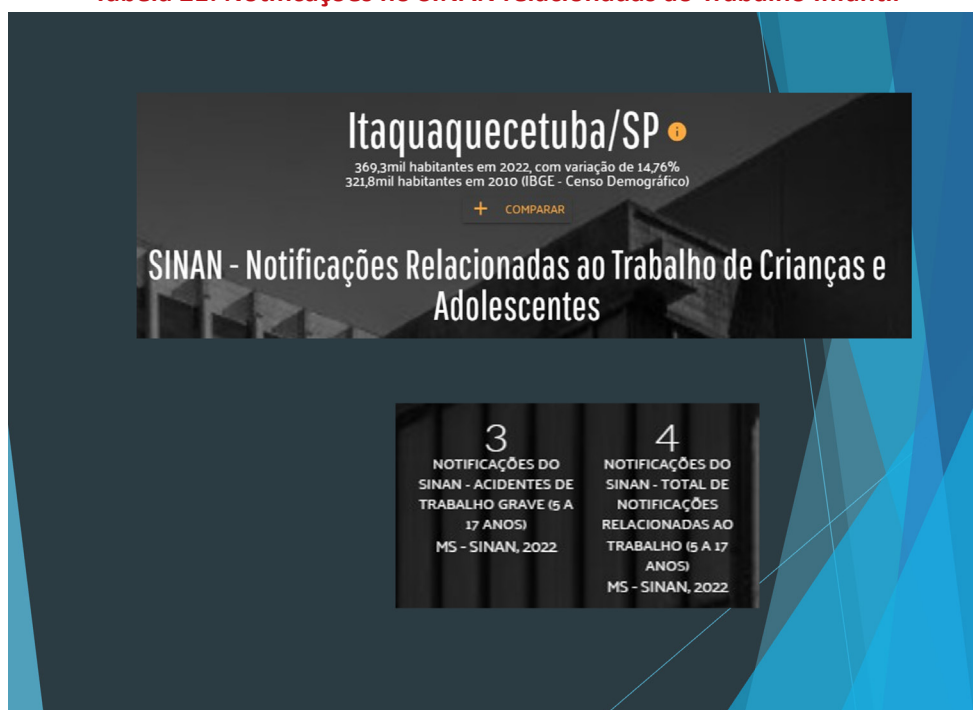 Itaquaquecetuba/SP
369,3mil habitantes em 2022, com variação de 14,76%
321,8mil habitantes em 2010 (IBGE - Censo Demográfico)
+ COMPARAR
SINAN - Notificações Relacionadas ao Trabalho de Crianças e
Adolescentes
3
NOTIFICAÇÕES DO
SINAN - ACIDENTES DE
TRABALHO GRAVE (5 A
17 ANOS)
MS - SINAN, 2022
4
NOTIFICAÇÕES DO
SINAN - TOTAL DE
NOTIFICAÇÕES
RELACIONADAS AO
TRABALHO (5 A 17
ANOS)
MS - SINAN, 2022